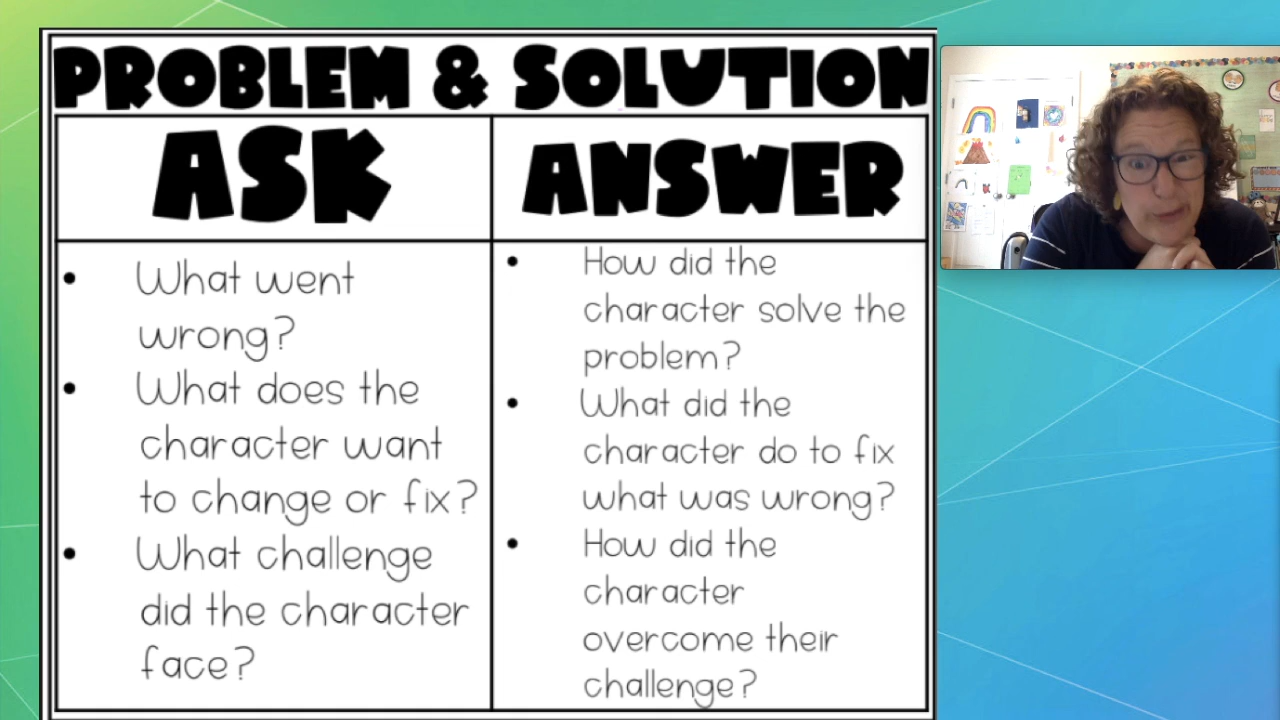 PROBLEM & SOLUTION
ASK
ANSWER
• What went
wrong?
• What does the
character want
to change or fix?
• What challenge
did the character
face?
• How did the
character solve the
problem?
• What did the
character do to fix
what was wrong?
• How did the
character
overcome their
challenge?